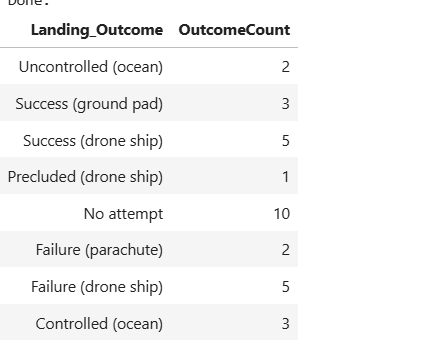 Done.
Landing_Outcome OutcomeCount
Uncontrolled (ocean) 2
Success (ground pad) 3
Success (drone ship) 5
Precluded (drone ship) 1
No attempt 10
Failure (parachute) 2
Failure (drone ship) 5
Controlled (ocean) 3